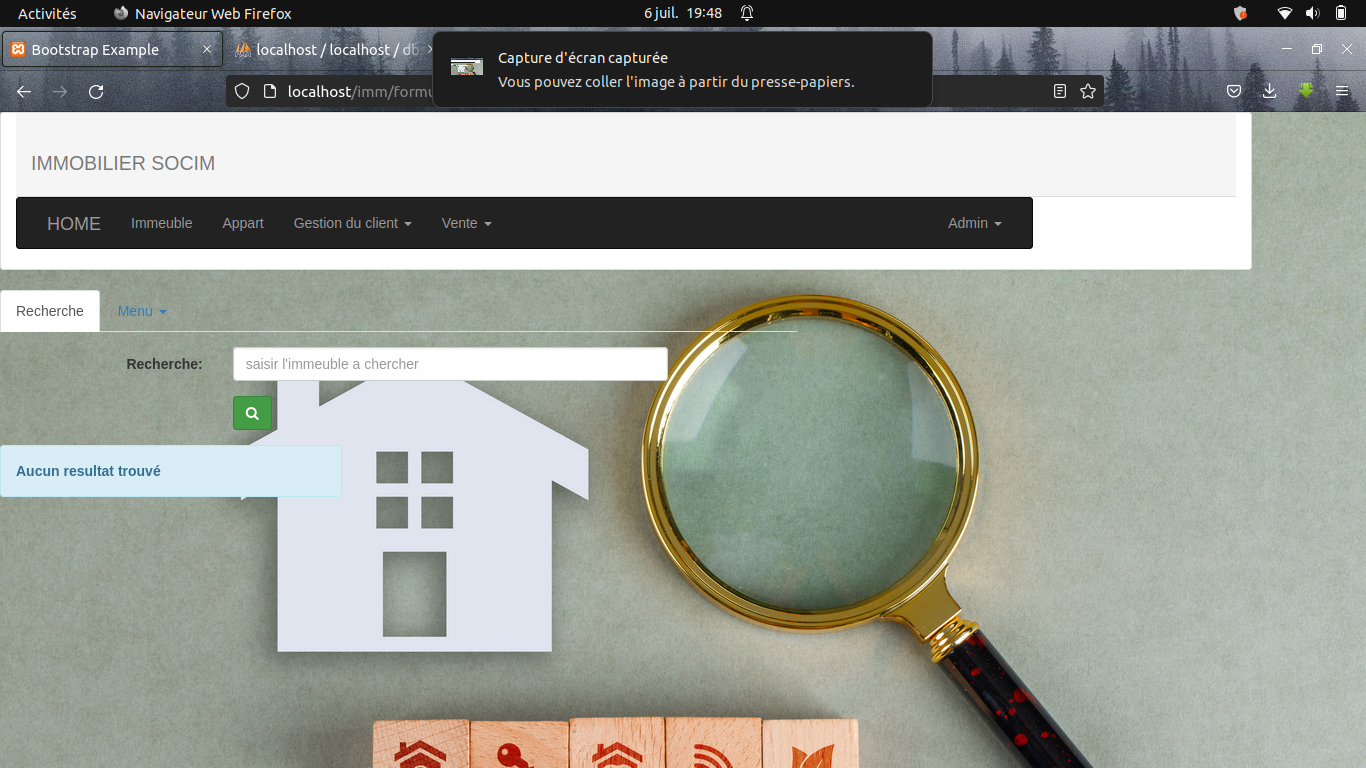 Activités Navigateur Web Firefox 6 juil. 19:48
Bootstrap Example localhost / localhost / db
Capture d'écran capturée
Vous pouvez coller l'image à partir du presse-papiers.
localhost/imm/formu
IMMOBILIER SOCIM
HOME Immeuble Appart Gestion du client Vente Admin
Recherche Menu
Recherche: saisir l'immeuble a chercher
Aucun resultat trouvé